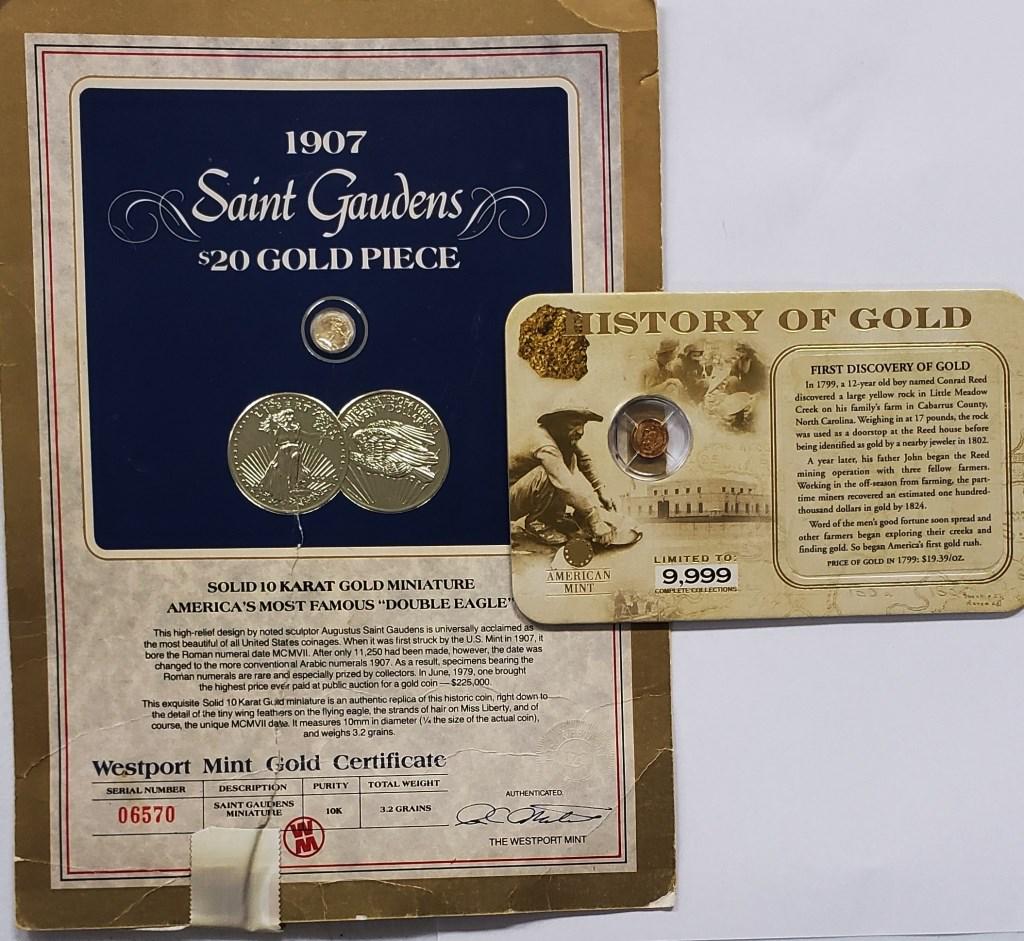 1907
Saint Gaudens
$20 GOLD PIECE
LIBERTY
SOLID 10 KARAT GOLD MINIATURE
AMERICA'S MOST FAMOUS "DOUBLE EAGLE"
This high-relief design by noted sculptor Augustus Saint Gaudens is universally acclaimed as
the most beautiful of all United States coinages. When it was first struck by the U.S. Mint in 1907, it
bore the Roman numeral date MCMVII. After only 11,250 had been made, however, the date was
changed to the more conventional Arabic numerals 1907. As a result, specimens bearing the
Roman numerals are rare and especially prized by collectors. In June, 1979, one brought
the highest price ever paid at public auction for a gold coin — $225,000.
This exquisite Solid 10 Karat Gold miniature is an authentic replica of this historic coin, right down to
the detail of the tiny wing feathers on the flying eagle, the strands of hair on Miss Liberty, and of
course, the unique MCMVII date. It measures 10mm in diameter (¼ the size of the actual coin),
and weighs 3.2 grains.
Westport Mint Gold Certificate
SERIAL NUMBER DESCRIPTION PURITY TOTAL WEIGHT
06570 SAINT GAUDENS MINIATURE 10K 3.2 GRAINS
AUTHENTICATED.
THE WESTPORT MINT
WM
HISTORY OF GOLD
FIRST DISCOVERY OF GOLD
In 1799, a 12-year old boy named Conrad Reed
discovered a large yellow rock in Little Meadow
Creek on his family's farm in Cabarrus County,
North Carolina. Weighing in at 17 pounds, the rock
was used as a doorstop at the Reed house before
being identified as gold by a nearby jeweler in 1802.
A year later, his father John began the Reed
mining operation with three fellow farmers.
Working in the off-season from farming, the part-
time miners recovered an estimated one hundred-
thousand dollars in gold by 1824.
Word of the men's good fortune soon spread and
other farmers began exploring their creeks and
finding gold. So began America's first gold rush.
PRICE OF GOLD IN 1799: $19.39/OZ.
AMERICAN
MINT
LIMITED TO:
9,999
COMPLETE COLLECTIONS